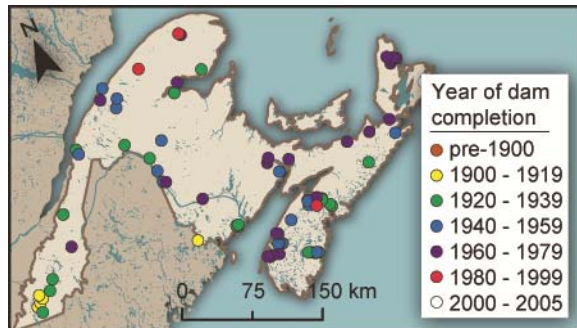 N
Year of dam
completion
pre-1900
1900 - 1919
1920 - 1939
1940 - 1959
1960 - 1979
1980 - 1999
2000 - 2005
0 75 150 km